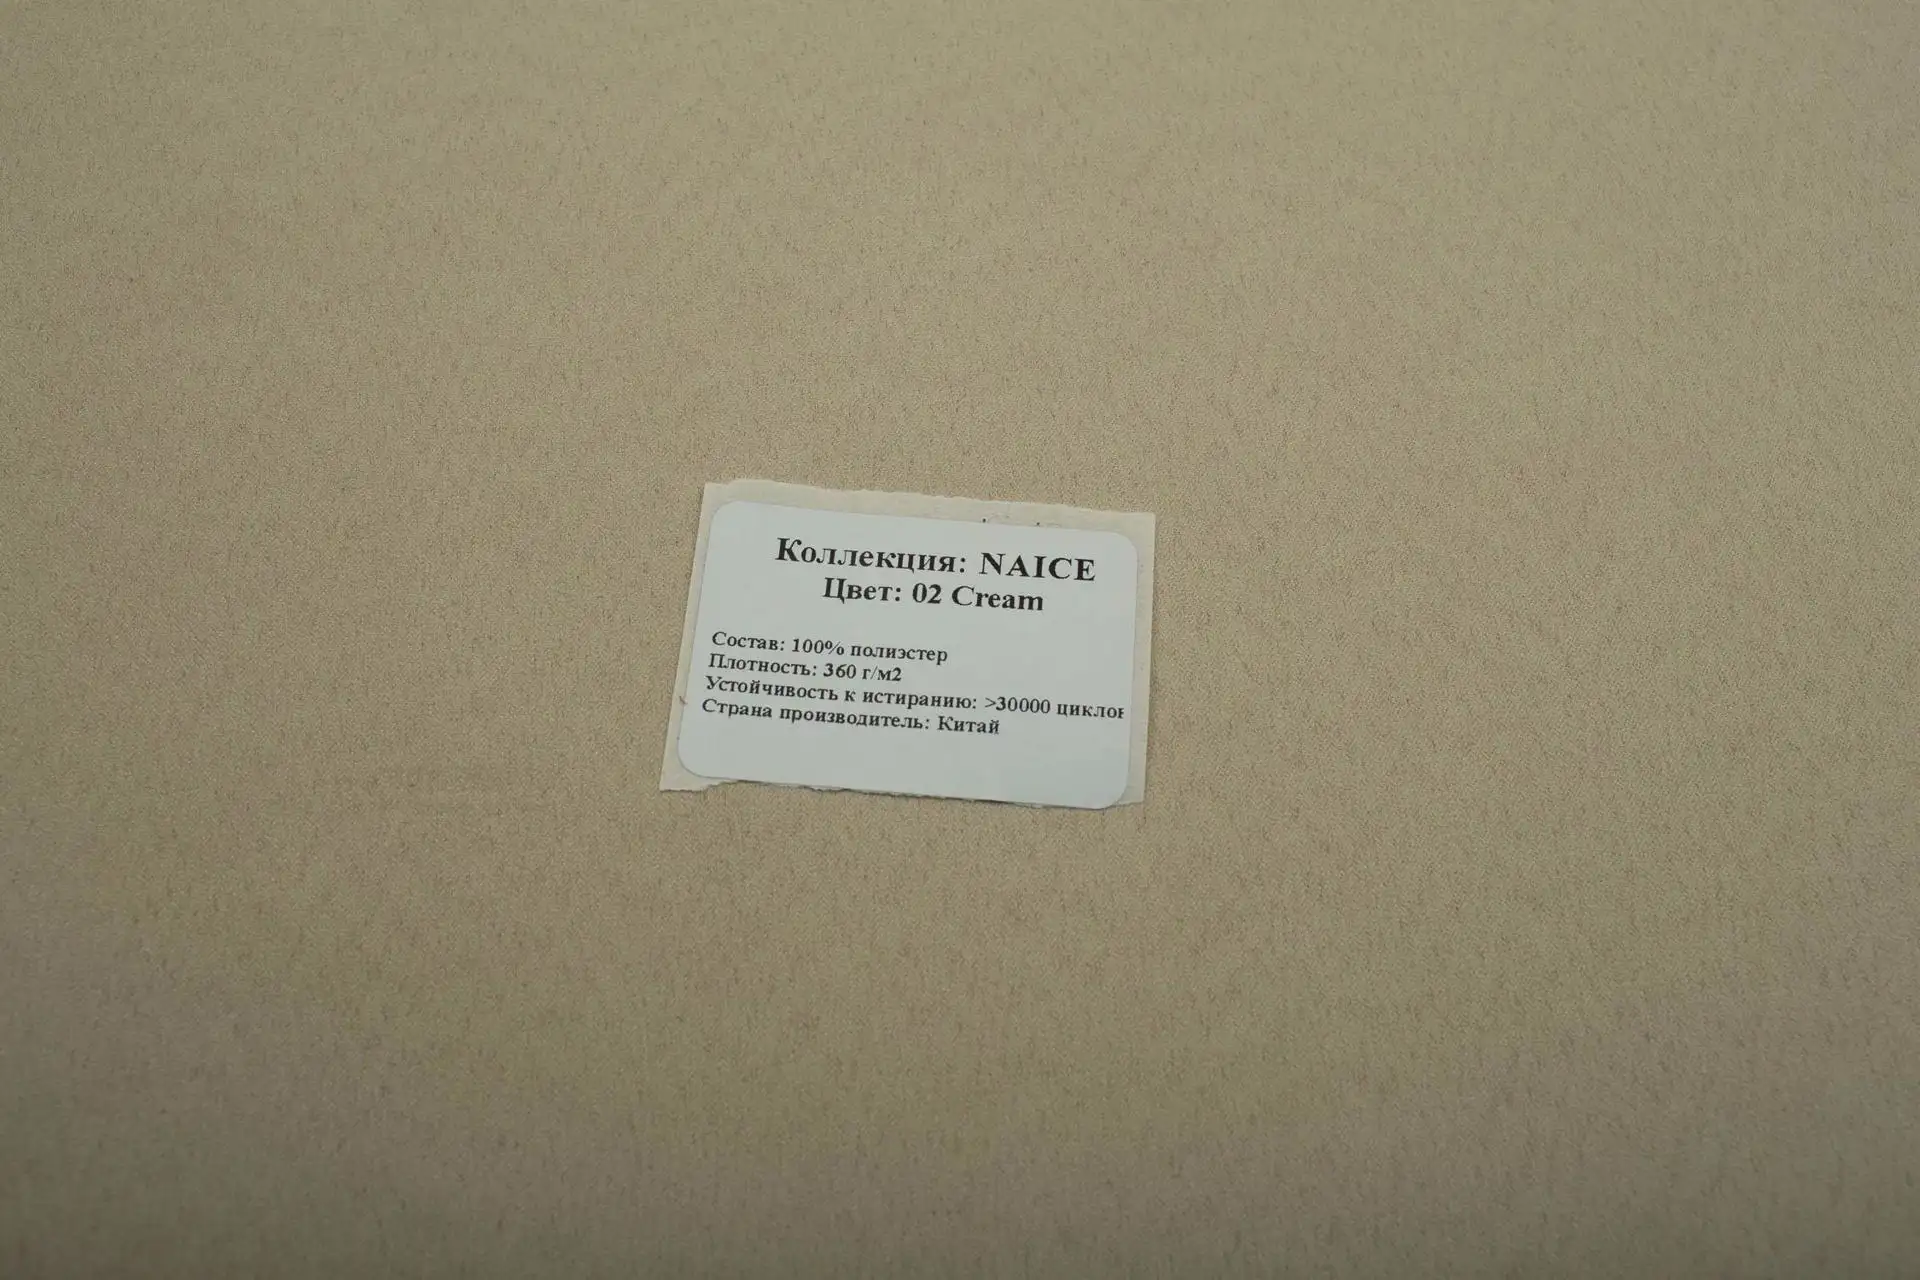 Коллекция: NAICE
Цвет: 02 Cream
Состав: 100% полиэстер
Плотность: 360 г/м2
Устойчивость к истиранию: >30000 циклов
Страна производитель: Китай